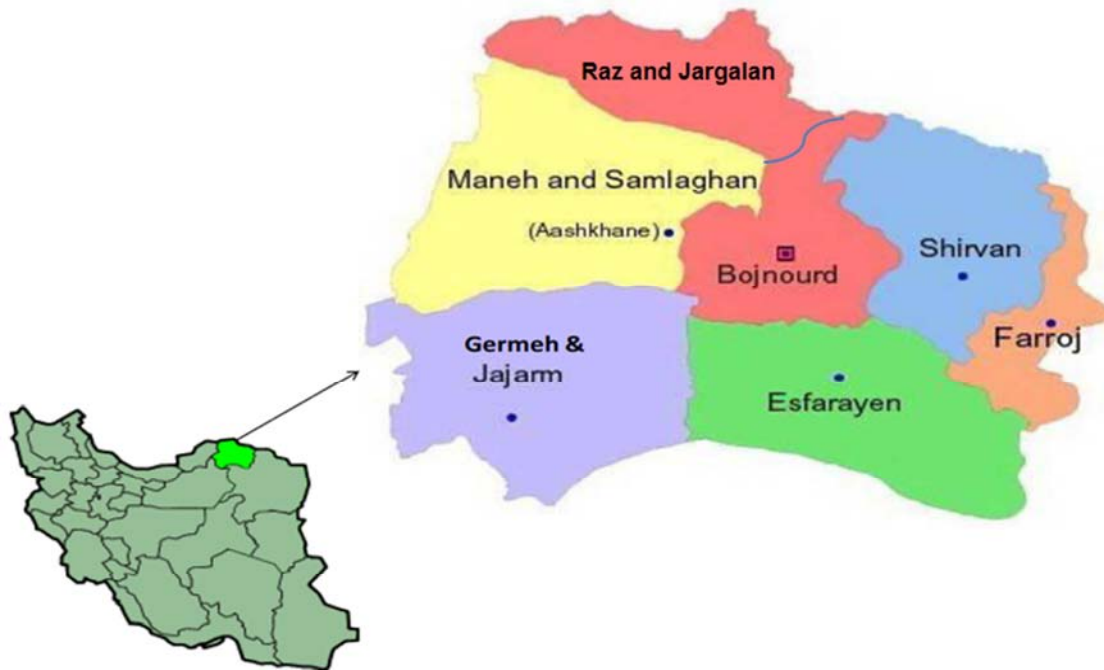 Raz and Jargalan
Maneh and Samlaghan
(Aashkhane)
Shirvan
Bojnourd
Farroj
Germeh &
Jajarm
Esfarayen